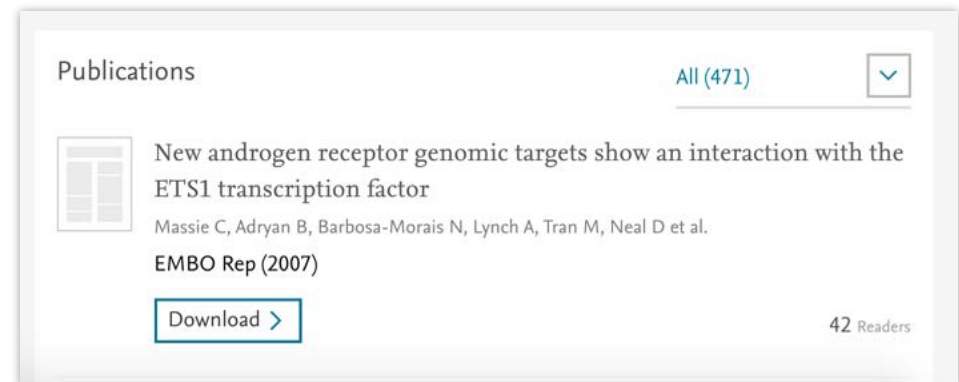 Publications
All (471)
New androgen receptor genomic targets show an interaction with the
ETS1 transcription factor
Massie C, Adryan B, Barbosa-Morais N, Lynch A, Tran M, Neal D et al.
EMBO Rep (2007)
Download
42 Readers